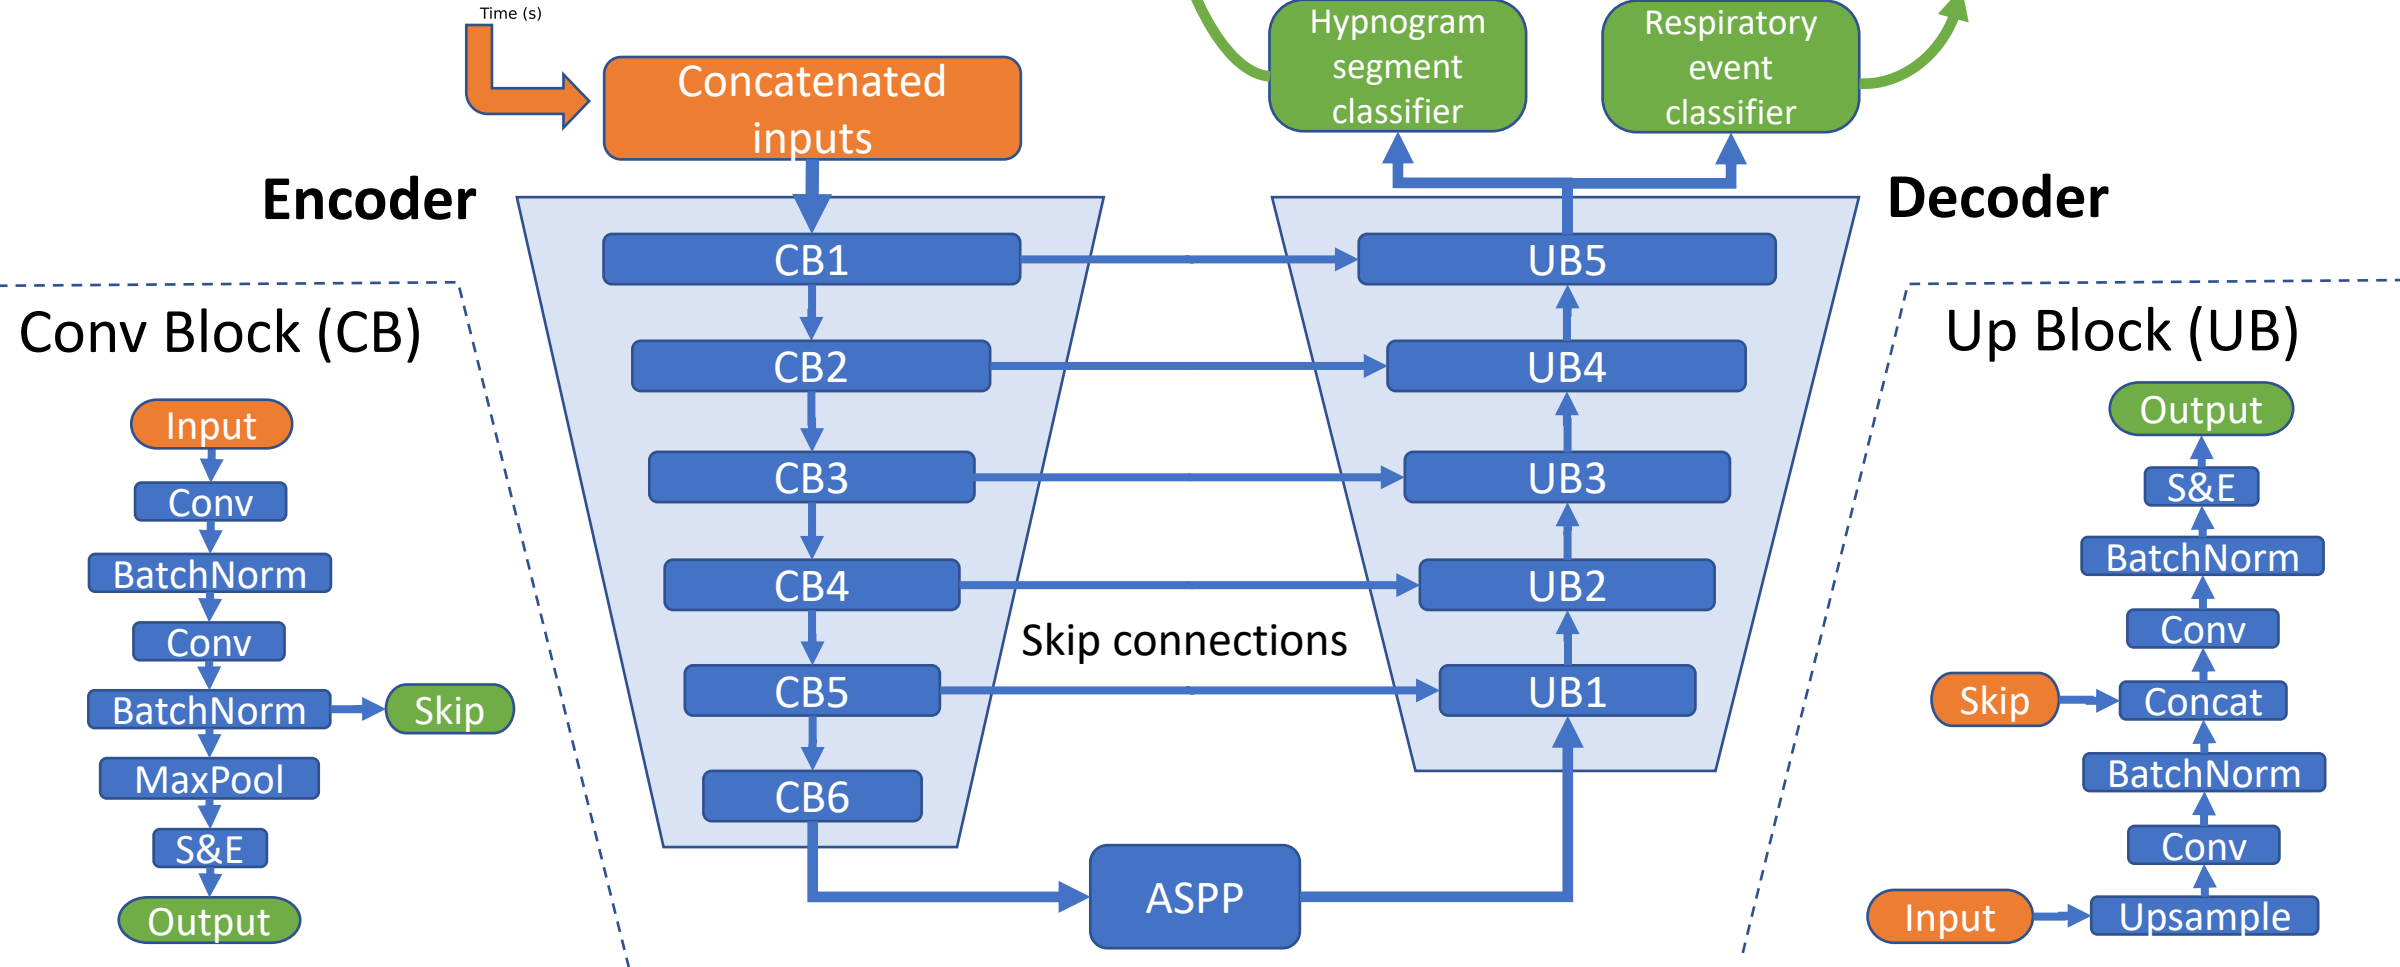 Time (s)
Concatenated
inputs
Hypnogram
segment
classifier
Respiratory
event
classifier
Encoder
Decoder
CB1
CB2
CB3
CB4
CB5
CB6
UB5
UB4
UB3
UB2
UB1
Skip connections
ASPP
Conv Block (CB)
Input
Conv
BatchNorm
Conv
BatchNorm
Skip
MaxPool
S&E
Output
Up Block (UB)
Output
S&E
BatchNorm
Conv
Skip
Concat
BatchNorm
Conv
Input
Upsample